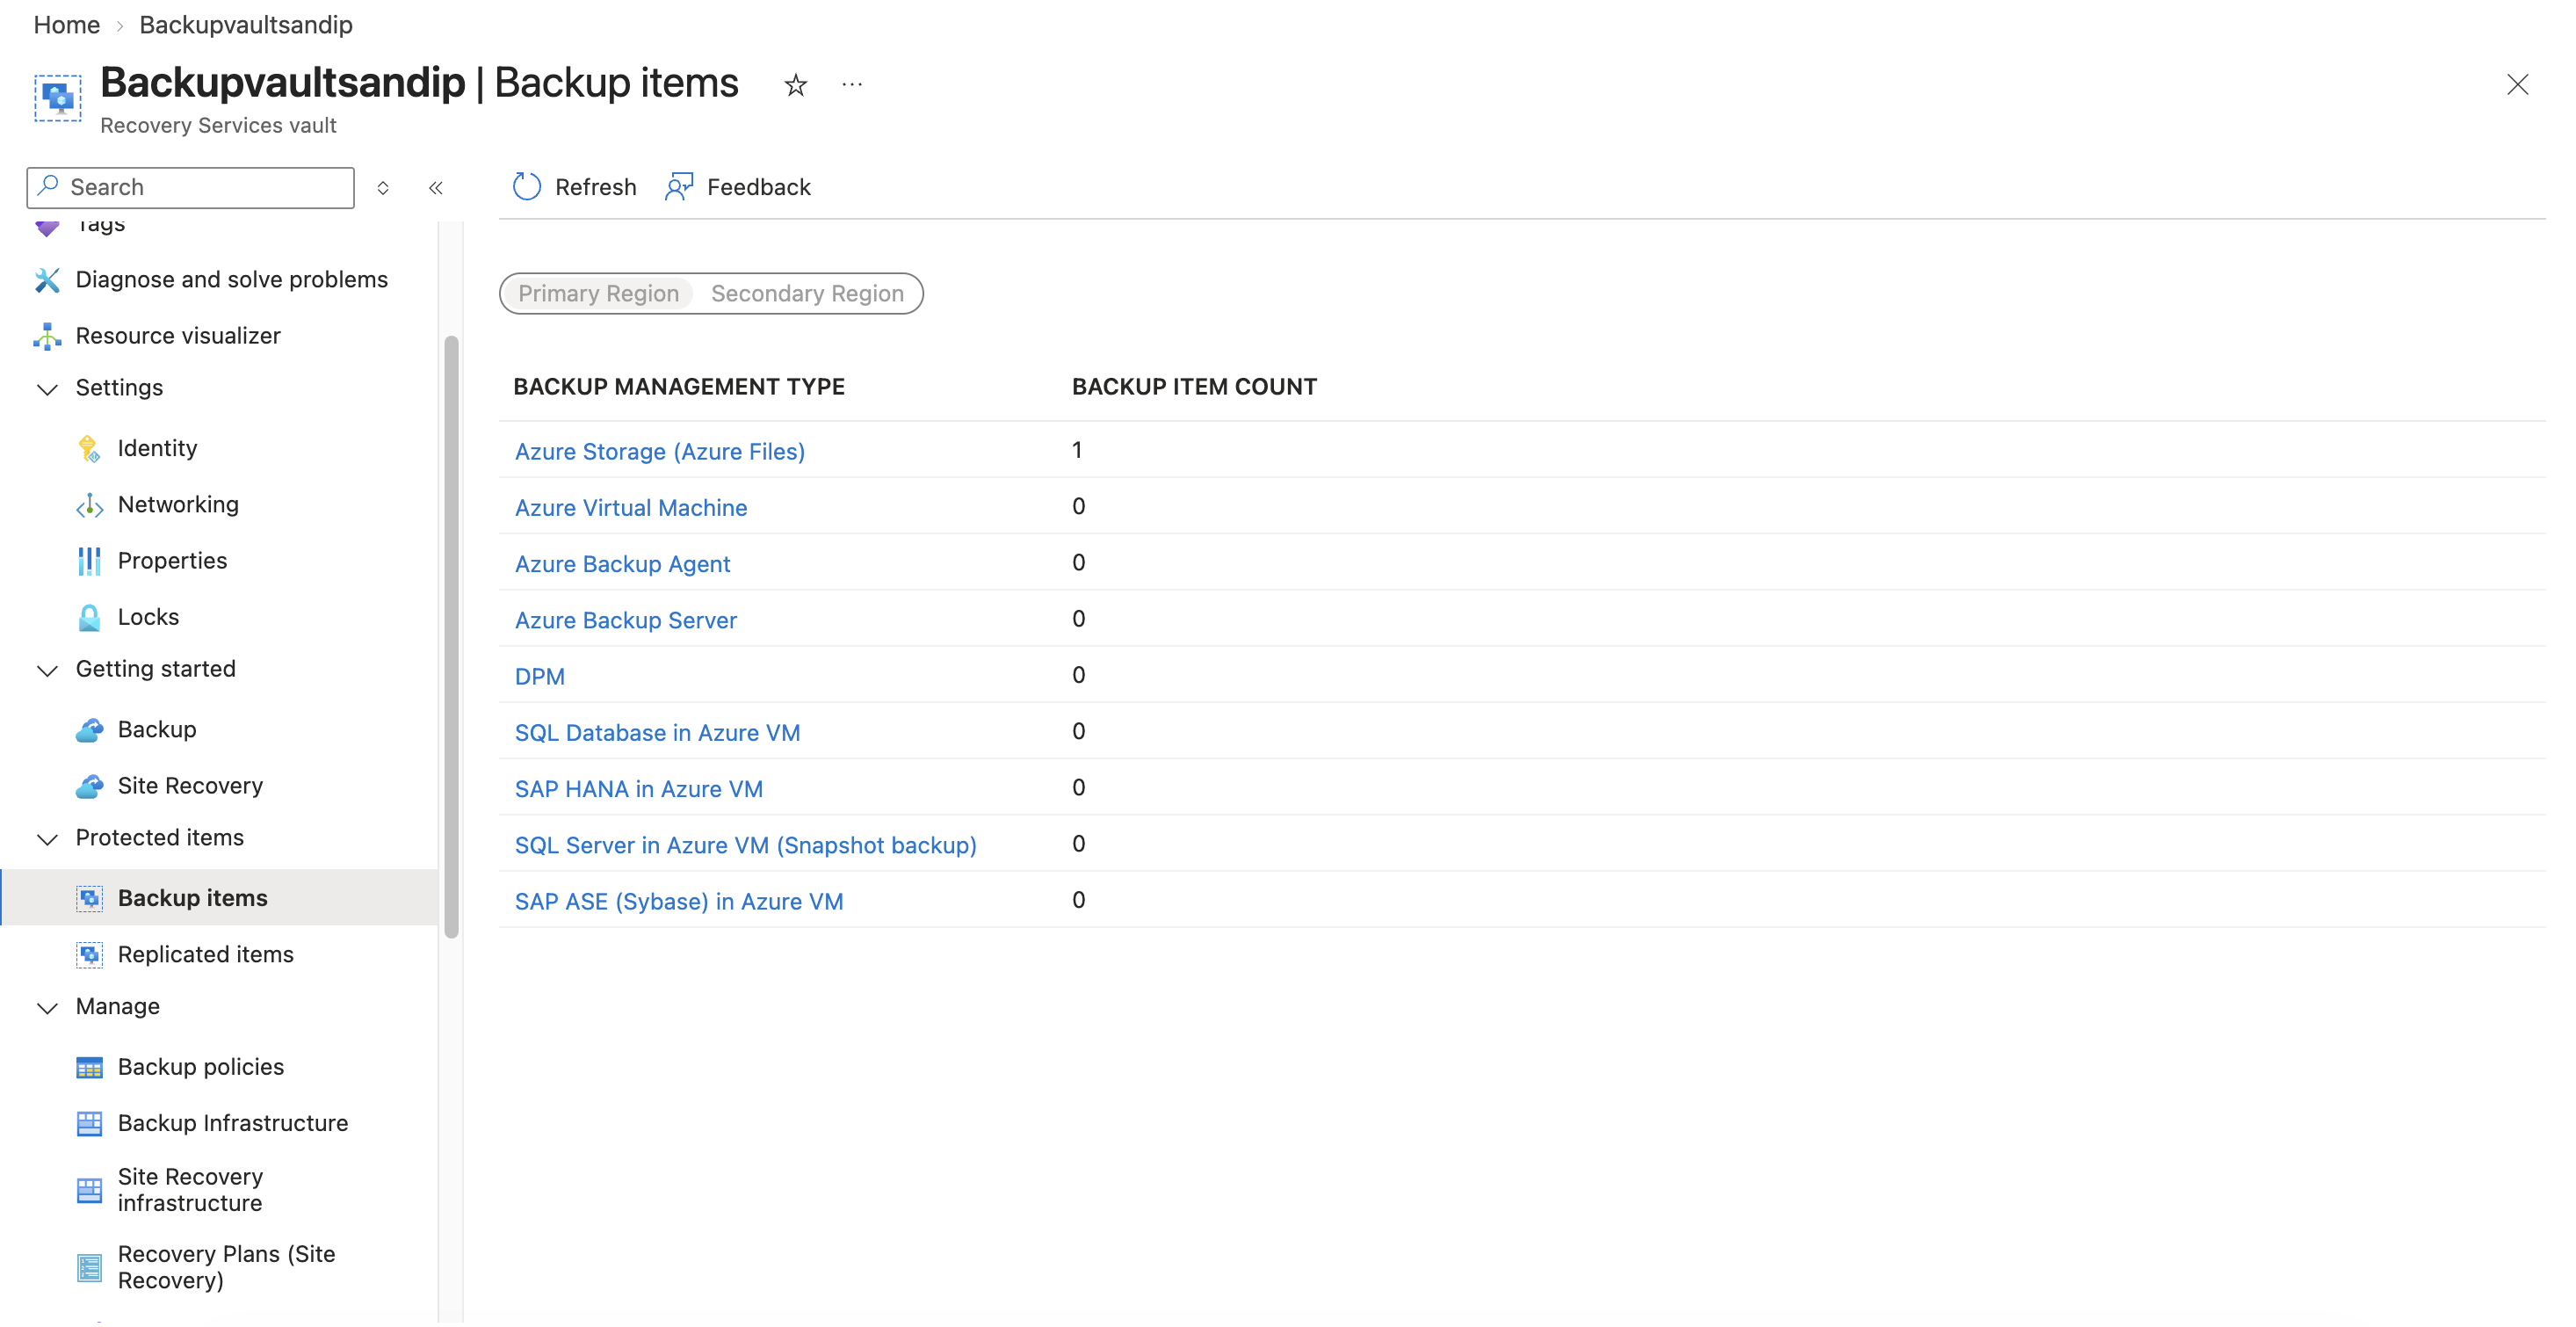 Home
Backupvaultsandip
Backupvaultsandip | Backup items
Recovery Services vault
Search
Refresh
Feedback
Tags
Diagnose and solve problems
Resource visualizer
Settings
Identity
Networking
Properties
Locks
Getting started
Backup
Site Recovery
Protected items
Backup items
Replicated items
Manage
Backup policies
Backup Infrastructure
Site Recovery
infrastructure
Recovery Plans (Site
Recovery)
Primary Region
Secondary Region
BACKUP MANAGEMENT TYPE BACKUP ITEM COUNT
Azure Storage (Azure Files) 1
Azure Virtual Machine 0
Azure Backup Agent 0
Azure Backup Server 0
DPM 0
SQL Database in Azure VM 0
SAP HANA in Azure VM 0
SQL Server in Azure VM (Snapshot backup) 0
SAP ASE (Sybase) in Azure VM 0